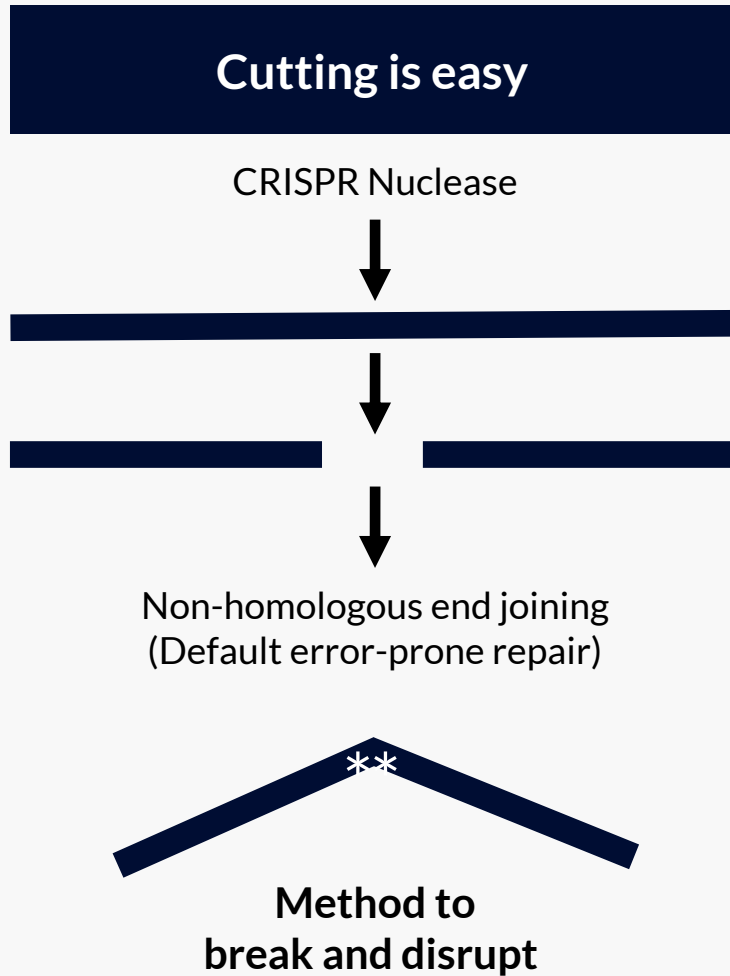 Cutting is easy
CRISPR Nuclease
Non-homologous end joining
(Default error-prone repair)
**
Method to
break and disrupt